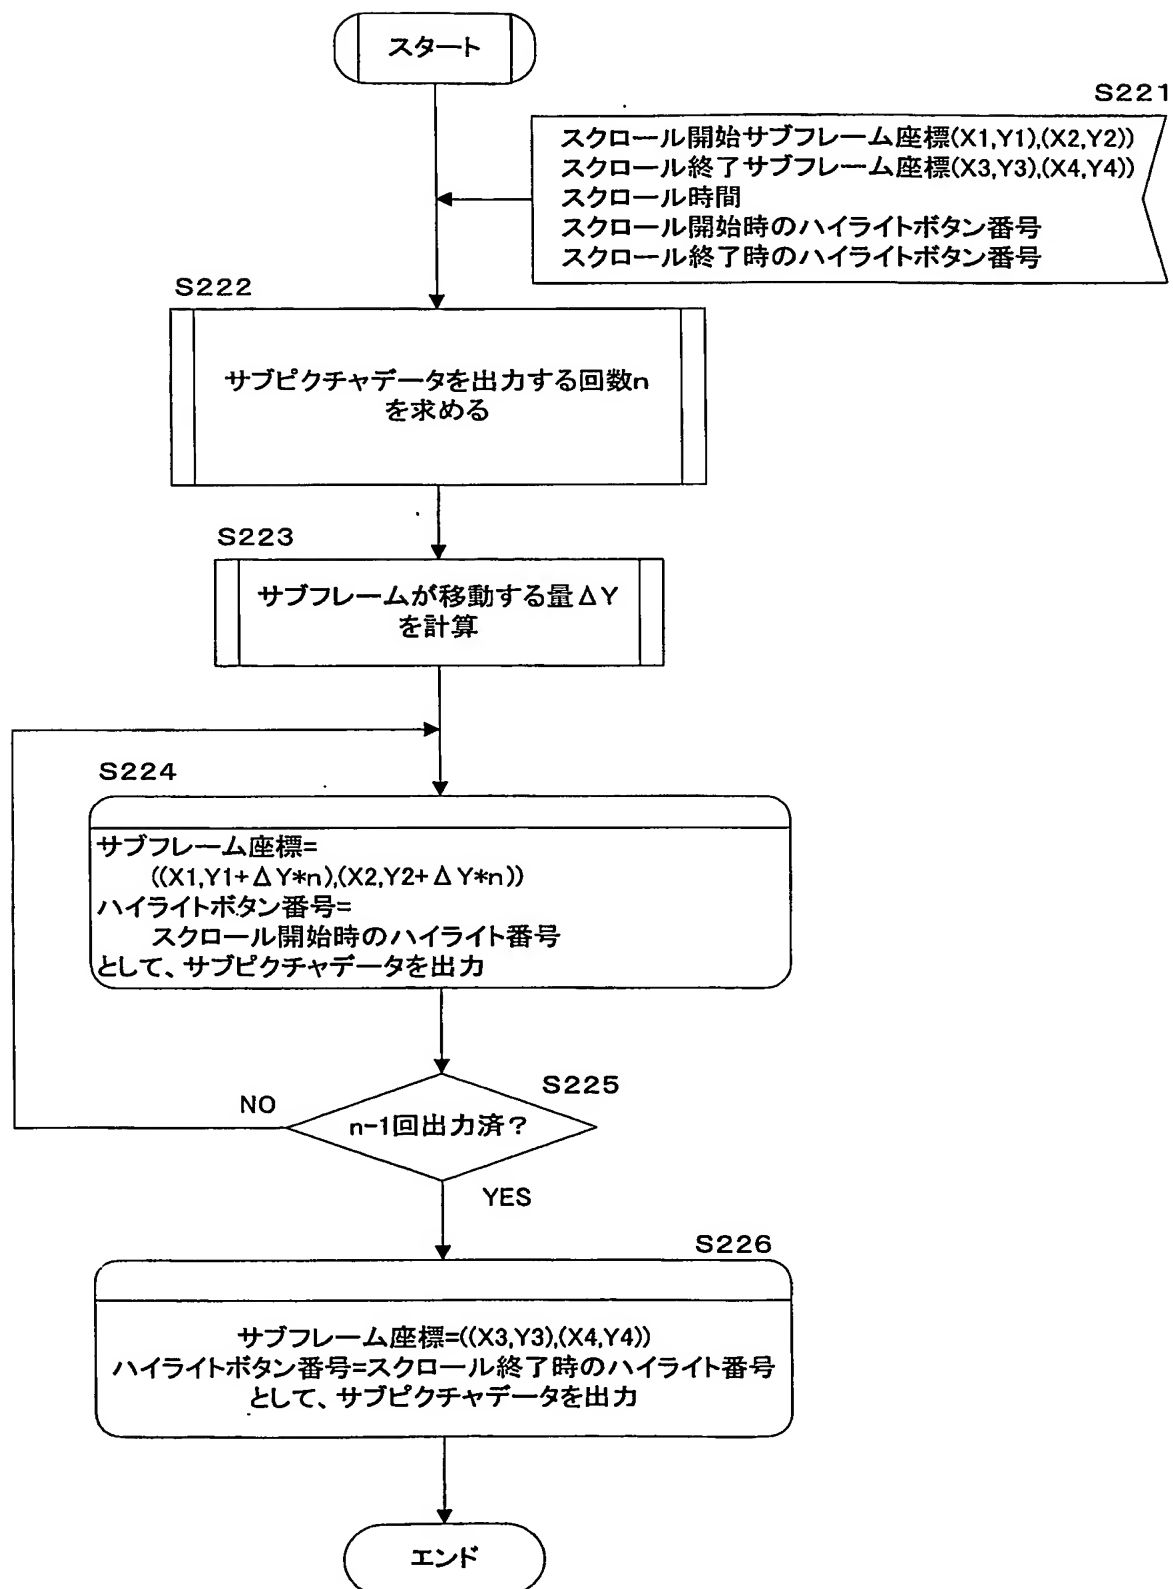 スタート
S221
スクロール開始サブフレーム座標(X1,Y1),(X2,Y2))
スクロール終了サブフレーム座標(X3,Y3),(X4,Y4))
スクロール時間
スクロール開始時のハイライトボタン番号
スクロール終了時のハイライトボタン番号
S222
サブピクチャデータを出力する回数n
を求める
S223
サブフレームが移動する量ΔY
を計算
S224
サブフレーム座標=
((X1,Y1+ΔY*n),(X2,Y2+ΔY*n))
ハイライトボタン番号=
スクロール開始時のハイライト番号
として、サブピクチャデータを出力
S225
NO
n-1回出力済?
YES
S226
サブフレーム座標=((X3,Y3),(X4,Y4))
ハイライトボタン番号=スクロール終了時のハイライト番号
として、サブピクチャデータを出力
エンド